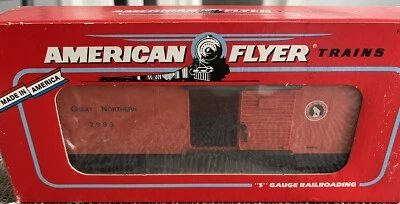 AMERICAN FLYER® TRAINS
MADE IN AMERICA
GREAT NORTHERN
"S" GAUGE RAILROADING